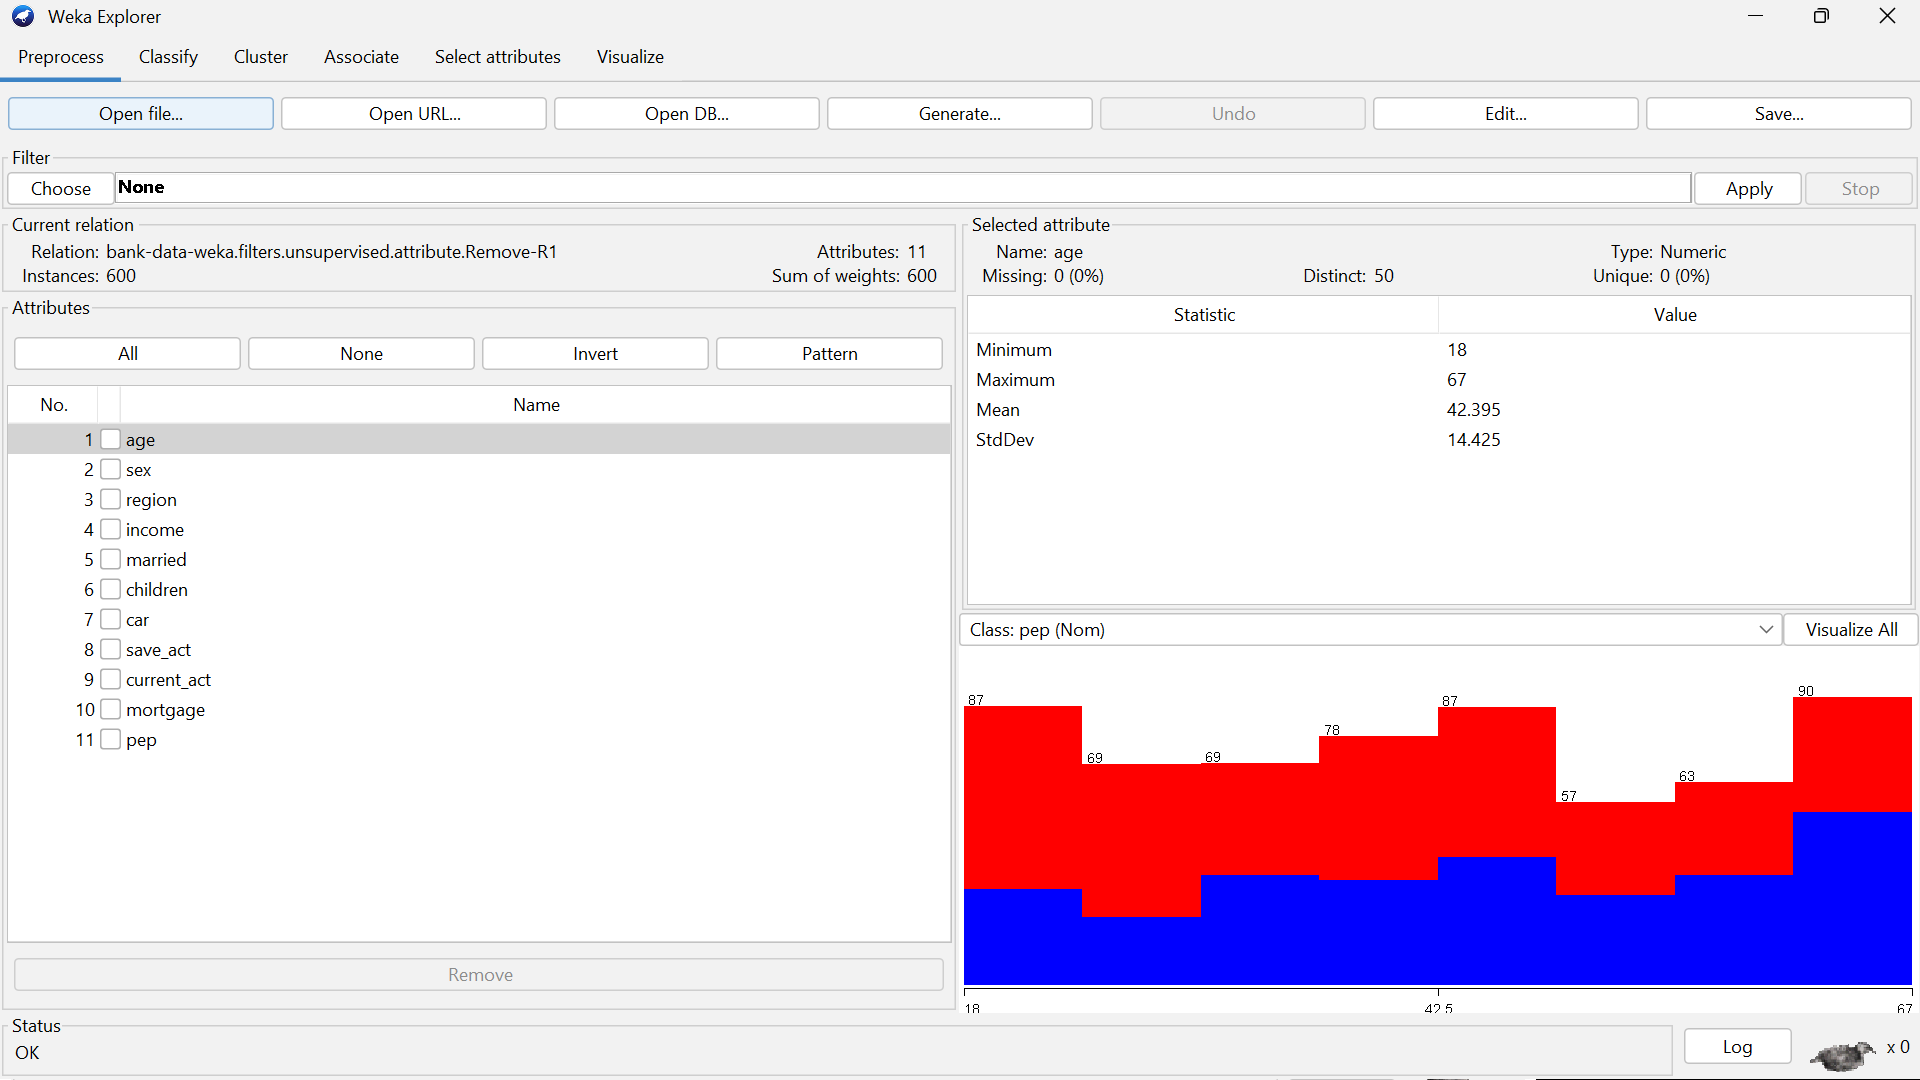 Weka Explorer
Preprocess Classify Cluster Associate Select attributes Visualize
Open file... Open URL... Open DB... Generate... Undo Edit... Save...
Filter
Choose None Apply Stop
Current relation
Relation: bank-data-weka.filters.unsupervised.attribute.Remove-R1 Attributes: 11
Instances: 600 Sum of weights: 600
Attributes
All None Invert Pattern
No. Name
1 age
2 sex
3 region
4 income
5 married
6 children
7 car
8 save_act
9 current_act
10 mortgage
11 pep
Remove
Selected attribute
Name: age Type: Numeric
Missing: 0 (0%) Distinct: 50 Unique: 0 (0%)
Statistic Value
Minimum 18
Maximum 67
Mean 42.395
StdDev 14.425
Class: pep (Nom) Visualize All
87 69 69 78 87 57 63 90
18 42.5 67
Status
OK
Log x 0